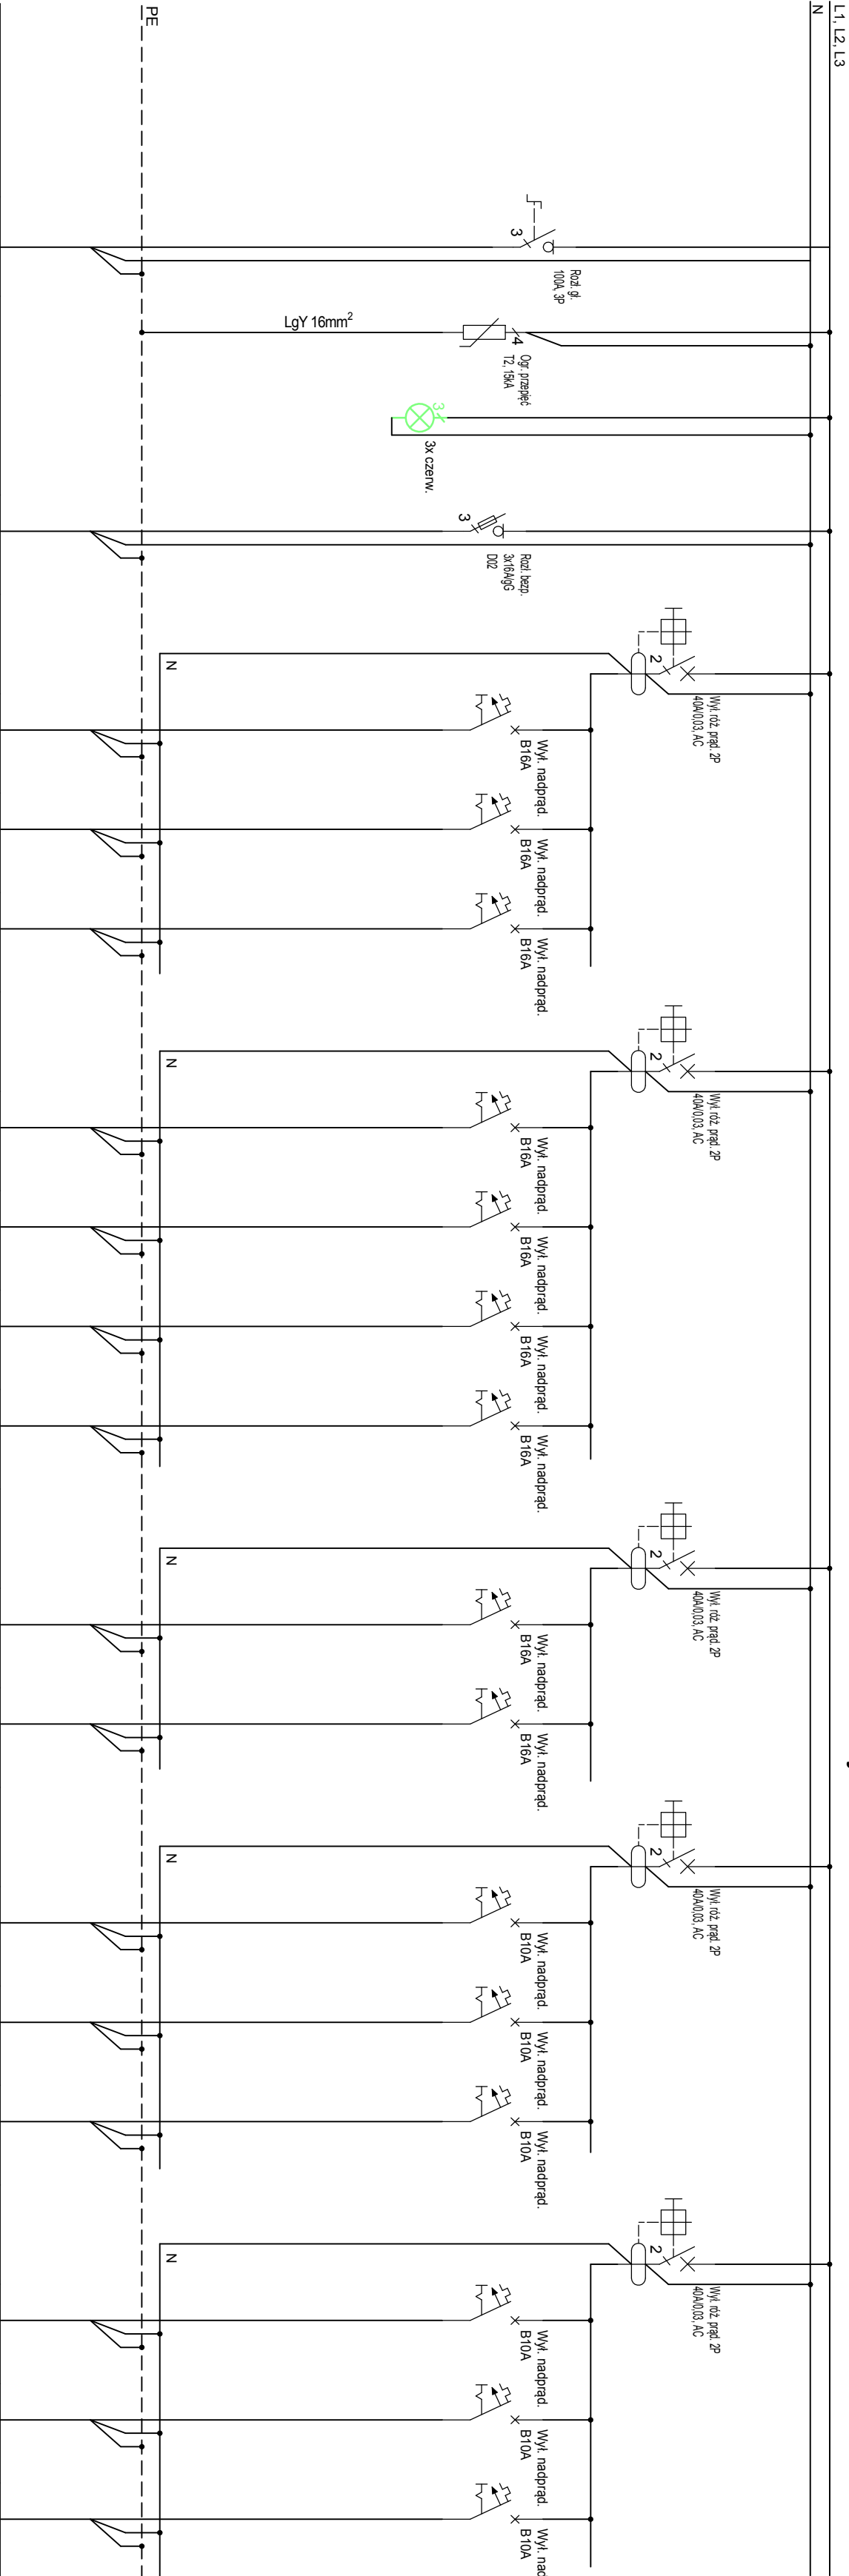 L1, L2, L3
N
PE
Rozł. gł.
100A, 3P
3
LgY 16mm²
4
Ogr. przepięć
T2, 15kA
3
3x czerw.
3
Rozł. bezp.
3x16A/gG
D02
2
Wył. róż. prąd. 2P
40A/0,03, AC
N
Wył. nadprąd.
B16A
Wył. nadprąd.
B16A
Wył. nadprąd.
B16A
2
Wył. róż. prąd. 2P
40A/0,03, AC
N
Wył. nadprąd.
B16A
Wył. nadprąd.
B16A
Wył. nadprąd.
B16A
Wył. nadprąd.
B16A
2
Wył. róż. prąd. 2P
40A/0,03, AC
N
Wył. nadprąd.
B16A
Wył. nadprąd.
B16A
2
Wył. róż. prąd. 2P
40A/0,03, AC
N
Wył. nadprąd.
B10A
Wył. nadprąd.
B10A
Wył. nadprąd.
B10A
2
Wył. róż. prąd. 2P
40A/0,03, AC
N
Wył. nadprąd.
B10A
Wył. nadprąd.
B10A
Wył.
B10A